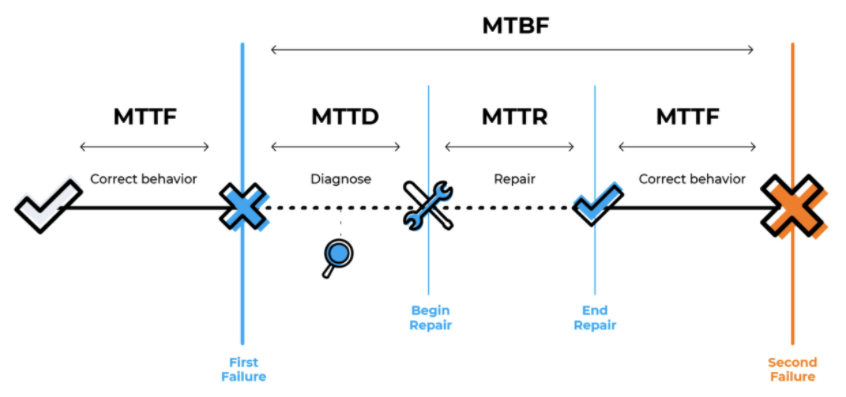 MTBF
MTTF
MTTD
MTTR
MTTF
Correct behavior
Diagnose
Repair
Correct behavior
Begin
Repair
End
Repair
First
Failure
Second
Failure